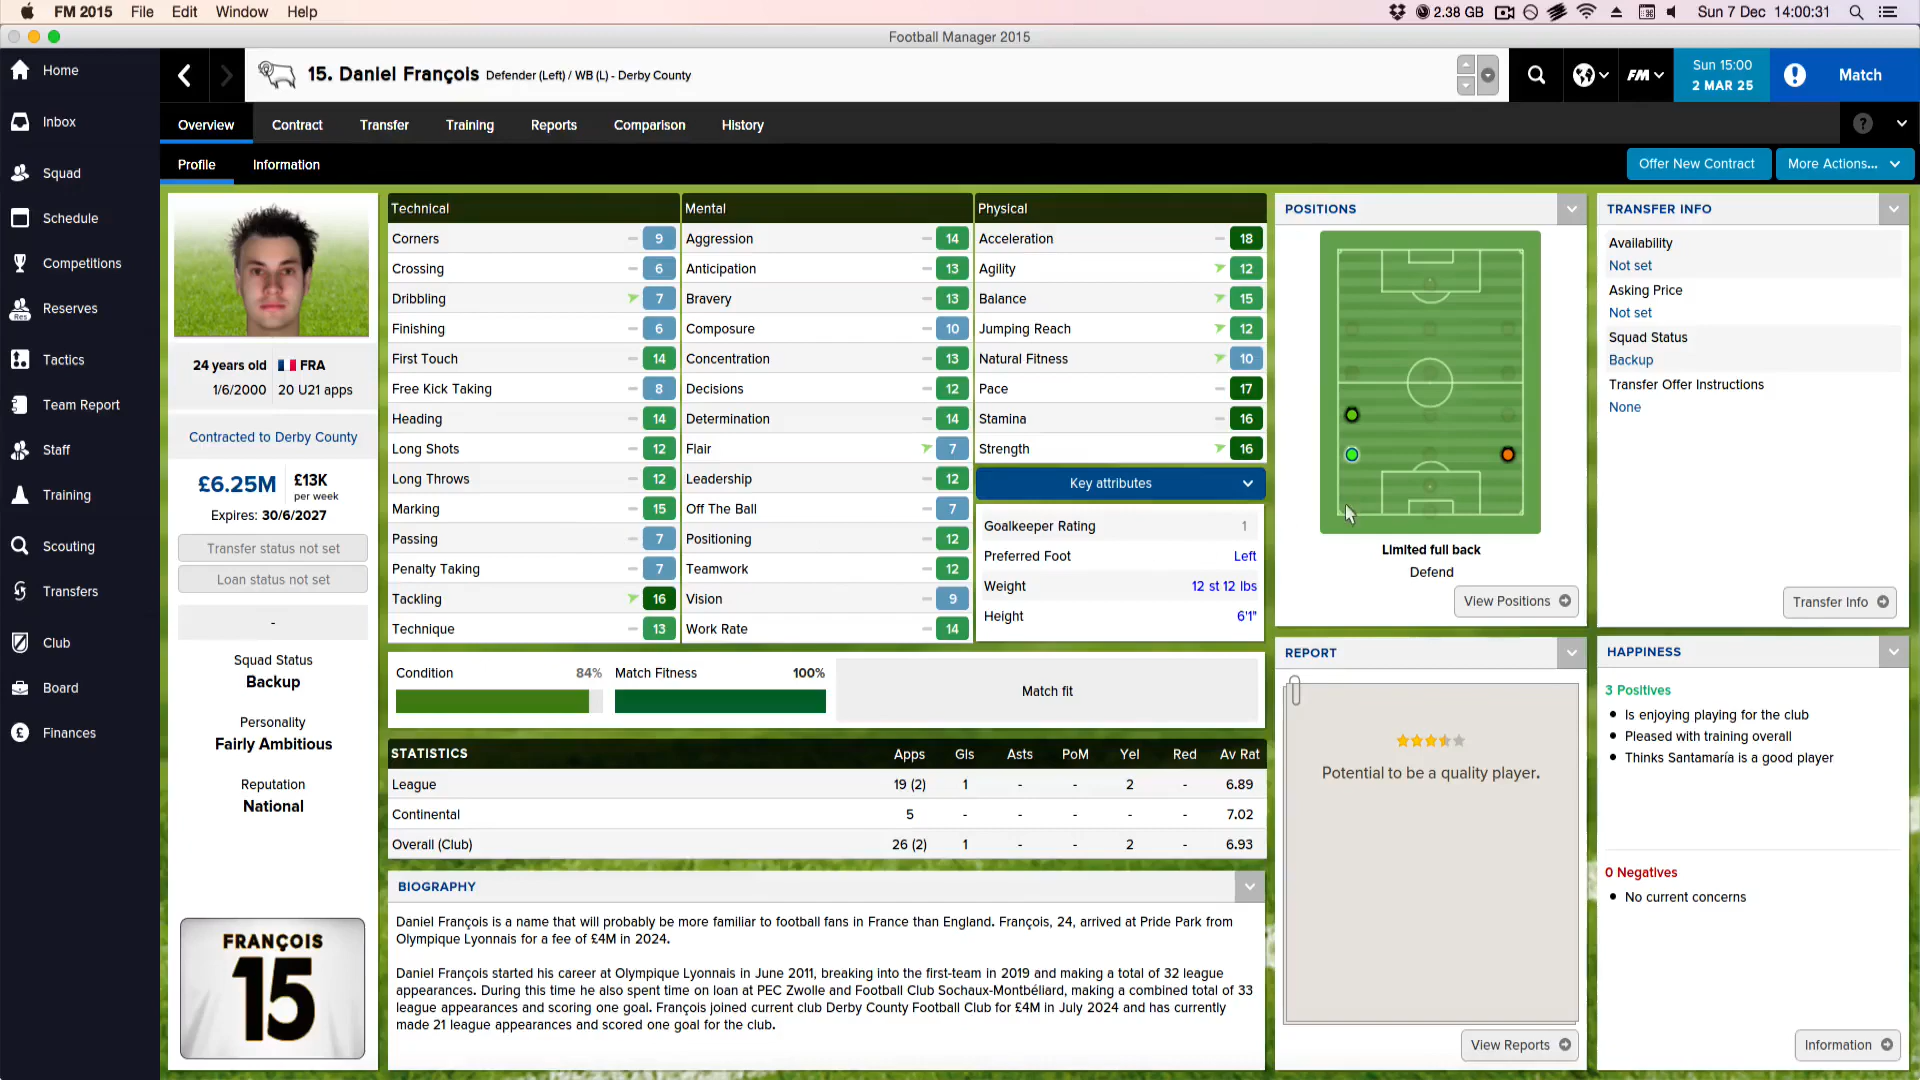 FM 2015 File Edit Window Help 2.38 GB Sun 7 Dec 14:00:31
Football Manager 2015
15. Daniel François Defender (Left) / WB (L) - Derby County FM Sun 15:00 2 MAR 25 Match
Home
Inbox
Squad
Schedule
Competitions
Reserves
Tactics
Team Report
Staff
Training
Scouting
Transfers
Club
Board
Finances
Overview Contract Transfer Training Reports Comparison History
Profile Information Offer New Contract More Actions...
24 years old FRA
1/6/2000 20 U21 apps
Contracted to Derby County
£6.25M £13K per week
Expires: 30/6/2027
Transfer status not set
Loan status not set
-
Squad Status
Backup
Personality
Fairly Ambitious
Reputation
National
FRANÇOIS
15
Technical
Corners - 9
Crossing - 6
Dribbling 7
Finishing - 6
First Touch - 14
Free Kick Taking - 8
Heading - 14
Long Shots - 12
Long Throws - 12
Marking - 15
Passing - 7
Penalty Taking - 7
Tackling 16
Technique - 13
Mental
Aggression - 14
Anticipation - 13
Bravery - 13
Composure - 10
Concentration - 13
Decisions - 12
Determination - 14
Flair 7
Leadership - 12
Off The Ball - 7
Positioning - 12
Teamwork - 12
Vision - 9
Work Rate - 14
Physical
Acceleration - 18
Agility 12
Balance 15
Jumping Reach 12
Natural Fitness 10
Pace - 17
Stamina - 16
Strength 16
Key attributes
Goalkeeper Rating 1
Preferred Foot Left
Weight 12 st 12 lbs
Height 6'1"
Condition 84% Match Fitness 100% Match fit
STATISTICS Apps Gls Asts PoM Yel Red Av Rat
League 19 (2) 1 - - 2 - 6.89
Continental 5 - - - - - 7.02
Overall (Club) 26 (2) 1 - - 2 - 6.93
BIOGRAPHY
Daniel François is a name that will probably be more familiar to football fans in France than England. François, 24, arrived at Pride Park from
Olympique Lyonnais for a fee of £4M in 2024.
Daniel François started his career at Olympique Lyonnais in June 2011, breaking into the first-team in 2019 and making a total of 32 league
appearances. During this time he also spent time on loan at PEC Zwolle and Football Club Sochaux-Montbéliard, making a combined total of 33
league appearances and scoring one goal. François joined current club Derby County Football Club for £4M in July 2024 and has currently
made 21 league appearances and scored one goal for the club.
POSITIONS
Limited full back
Defend
View Positions
REPORT
Potential to be a quality player.
View Reports
TRANSFER INFO
Availability
Not set
Asking Price
Not set
Squad Status
Backup
Transfer Offer Instructions
None
Transfer Info
HAPPINESS
3 Positives
• Is enjoying playing for the club
• Pleased with training overall
• Thinks Santamaría is a good player
0 Negatives
• No current concerns
Information